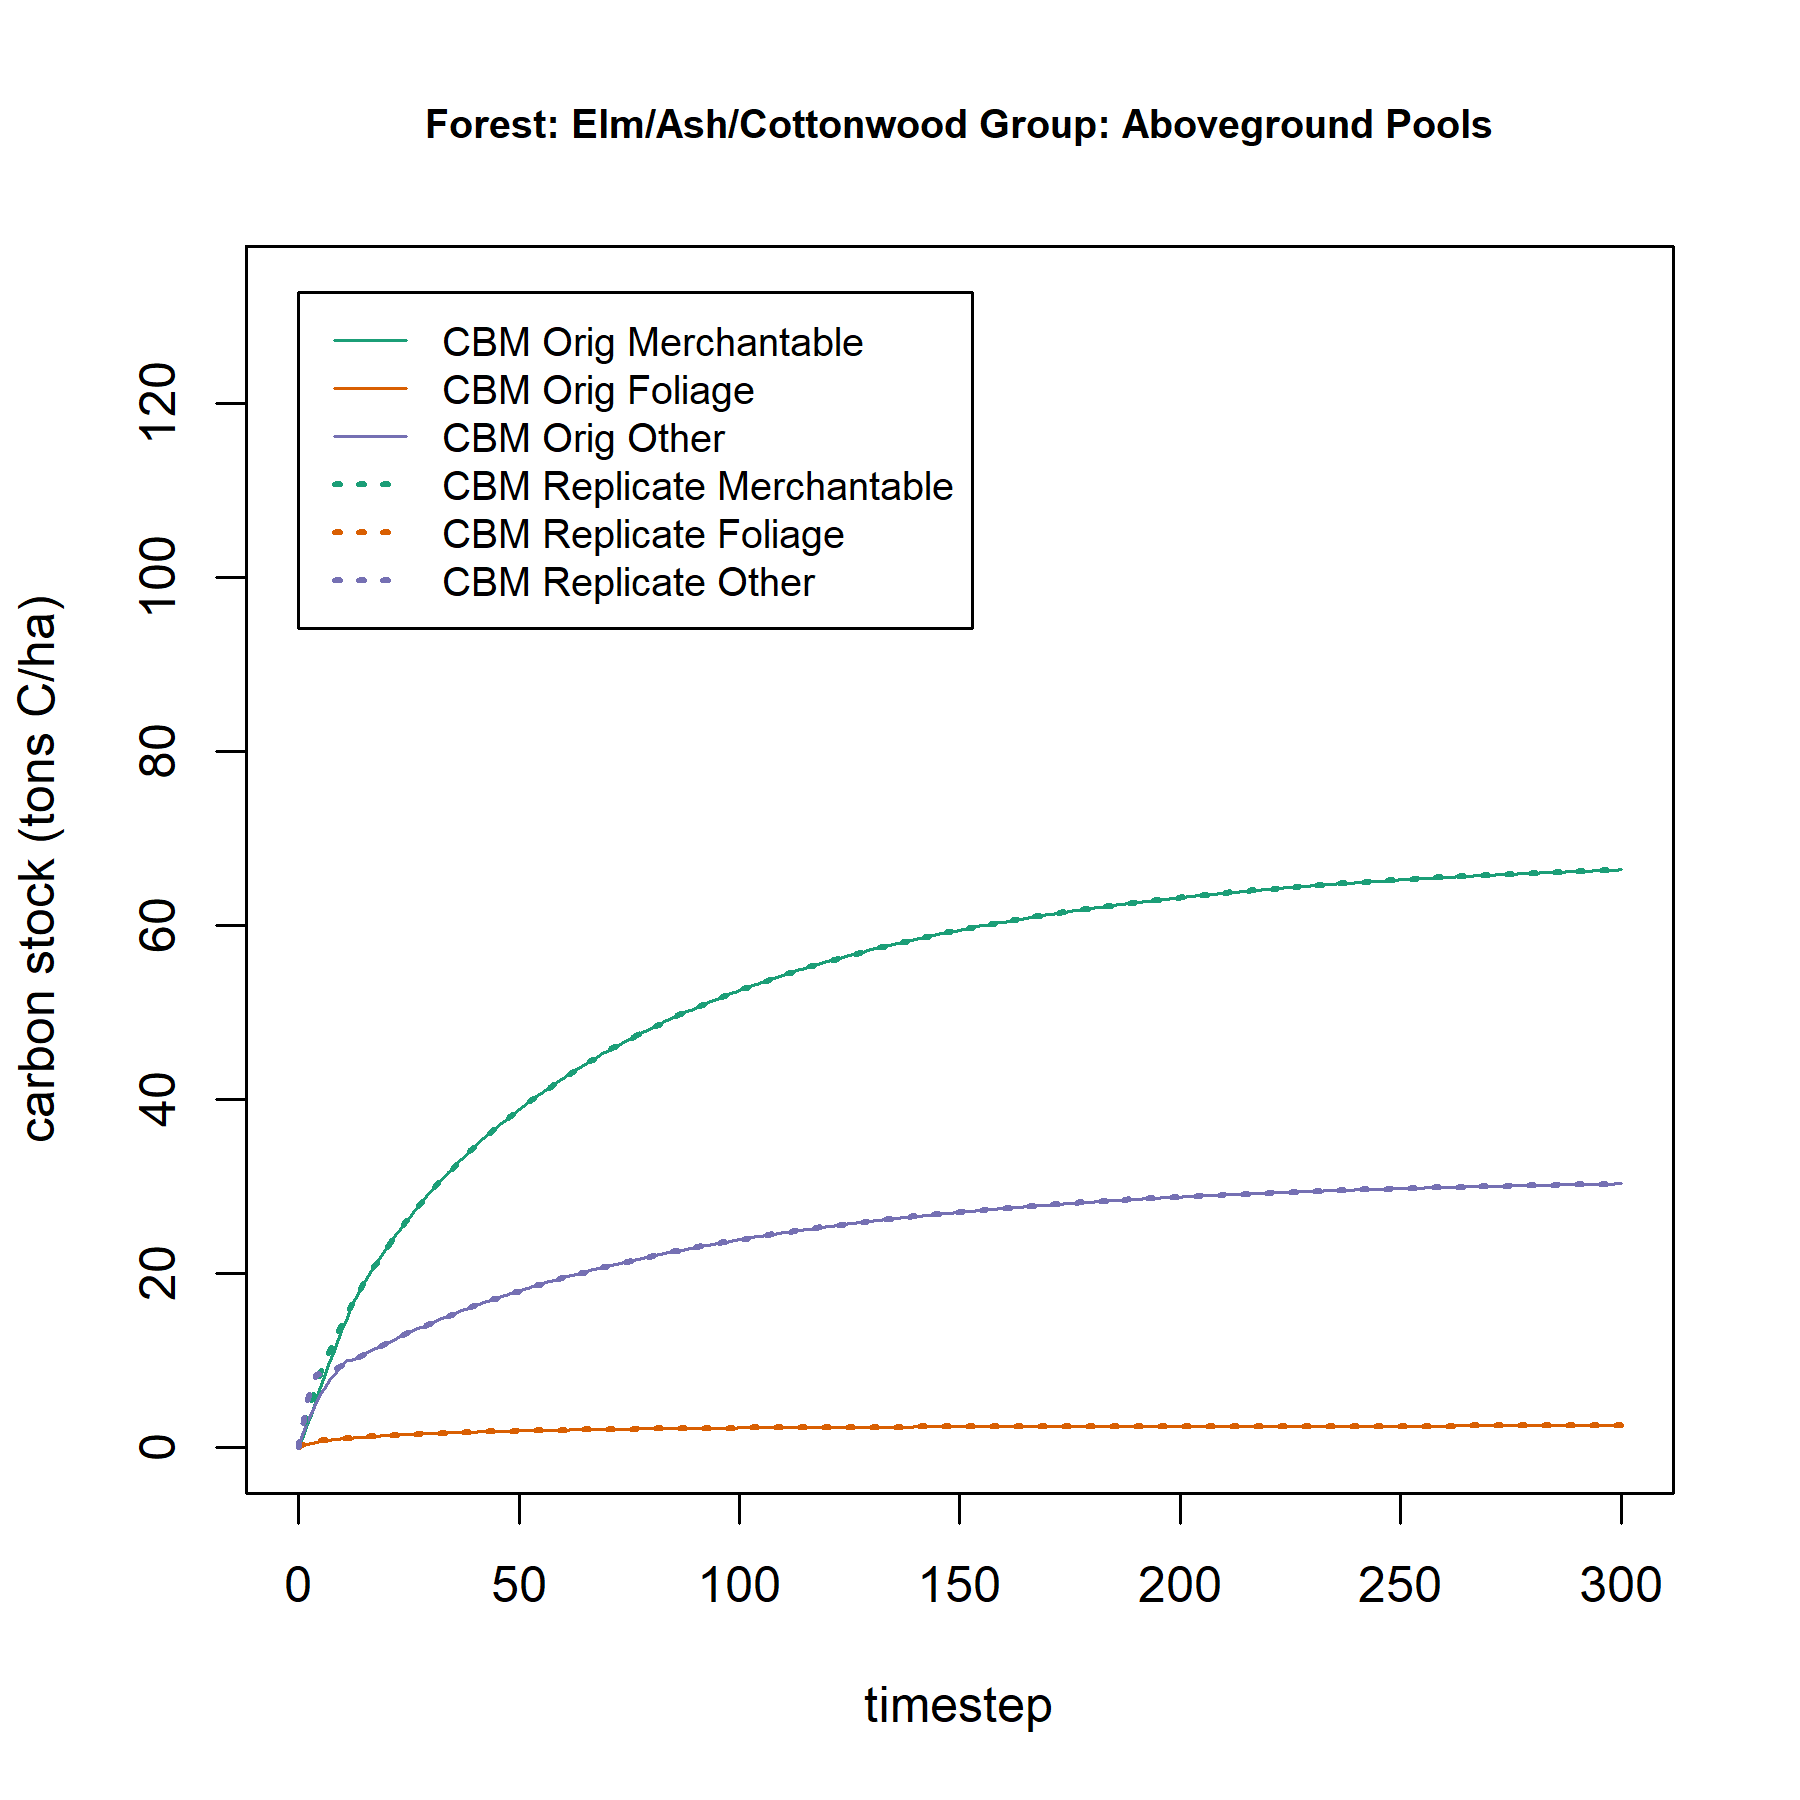 Forest: Elm/Ash/Cottonwood Group: Aboveground Pools
CBM Orig Merchantable
CBM Orig Foliage
CBM Orig Other
CBM Replicate Merchantable
CBM Replicate Foliage
CBM Replicate Other
carbon stock (tons C/ha)
120
100
80
60
40
20
0
0 50 100 150 200 250 300
timestep